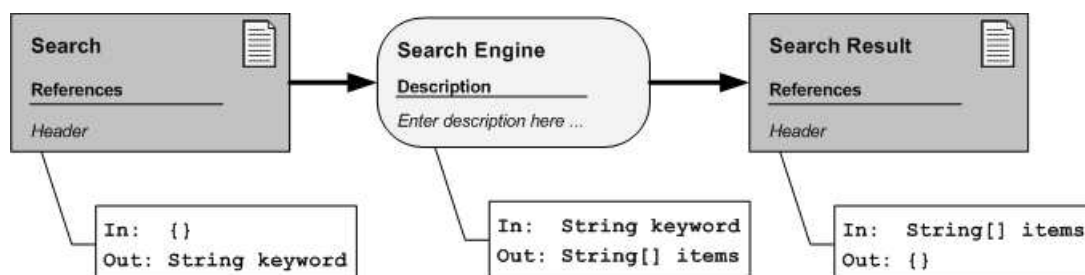 Search
References
Header
Search Engine
Description
Enter description here ...
Search Result
References
Header
In:  {}
Out: String keyword
In:  String keyword
Out: String[] items
In:  String[] items
Out: {}